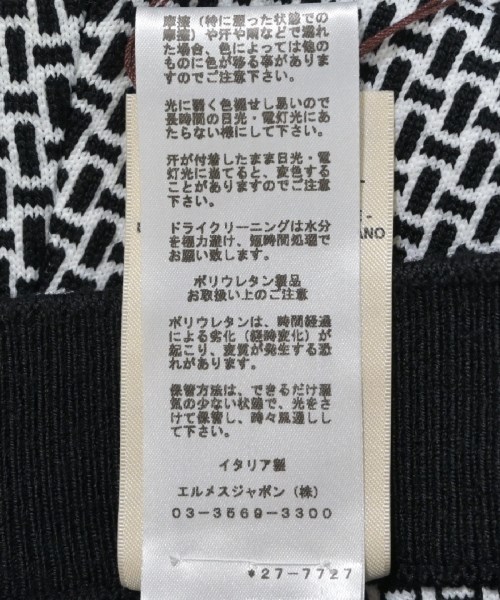 摩擦（特に湿った状態での
摩擦）や汗や雨などで濡れ
た場合、色によっては他の
ものに色が移る事がありま
すのでご注意下さい。
光に弱く色褪せし易いので
長時間の日光・電灯光にあ
たらない様にして下さい。
汗が付着したまま日光・電
灯光に当てると、変色する
ことがありますのでご注意
下さい。
ドライクリーニングは水分
を極力避け、短時間処理で
お願い致します。
ポリウレタン製品
お取扱い上のご注意
ポリウレタンは、時間経過
による劣化（経時変化）が
起こり、変質が発生する恐
れがあります。
保管方法は、できるだけ湿
気の少ない状態で、光をさ
けて保管し、時々風通しし
て下さい。
イタリア製
エルメスジャポン（株）
03-3569-3300
*27-7727
ANO